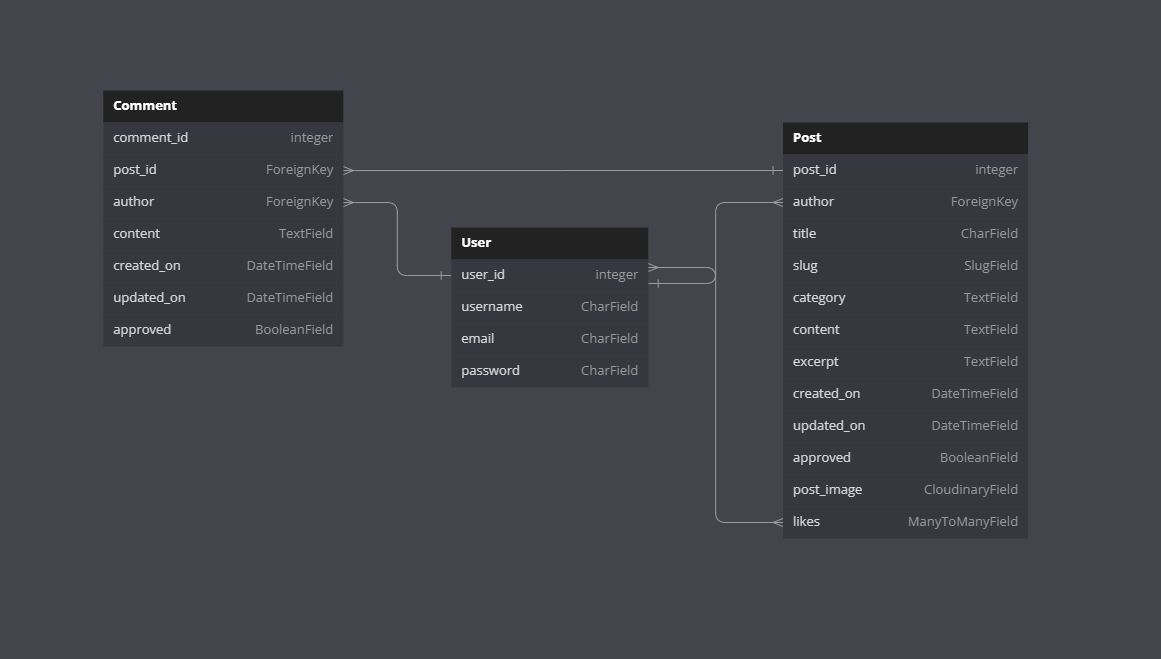 Comment
comment_id integer
post_id ForeignKey
author ForeignKey
content TextField
created_on DateTimeField
updated_on DateTimeField
approved BooleanField
User
user_id integer
username CharField
email CharField
password CharField
Post
post_id integer
author ForeignKey
title CharField
slug SlugField
category TextField
content TextField
excerpt TextField
created_on DateTimeField
updated_on DateTimeField
approved BooleanField
post_image CloudinaryField
likes ManyToManyField